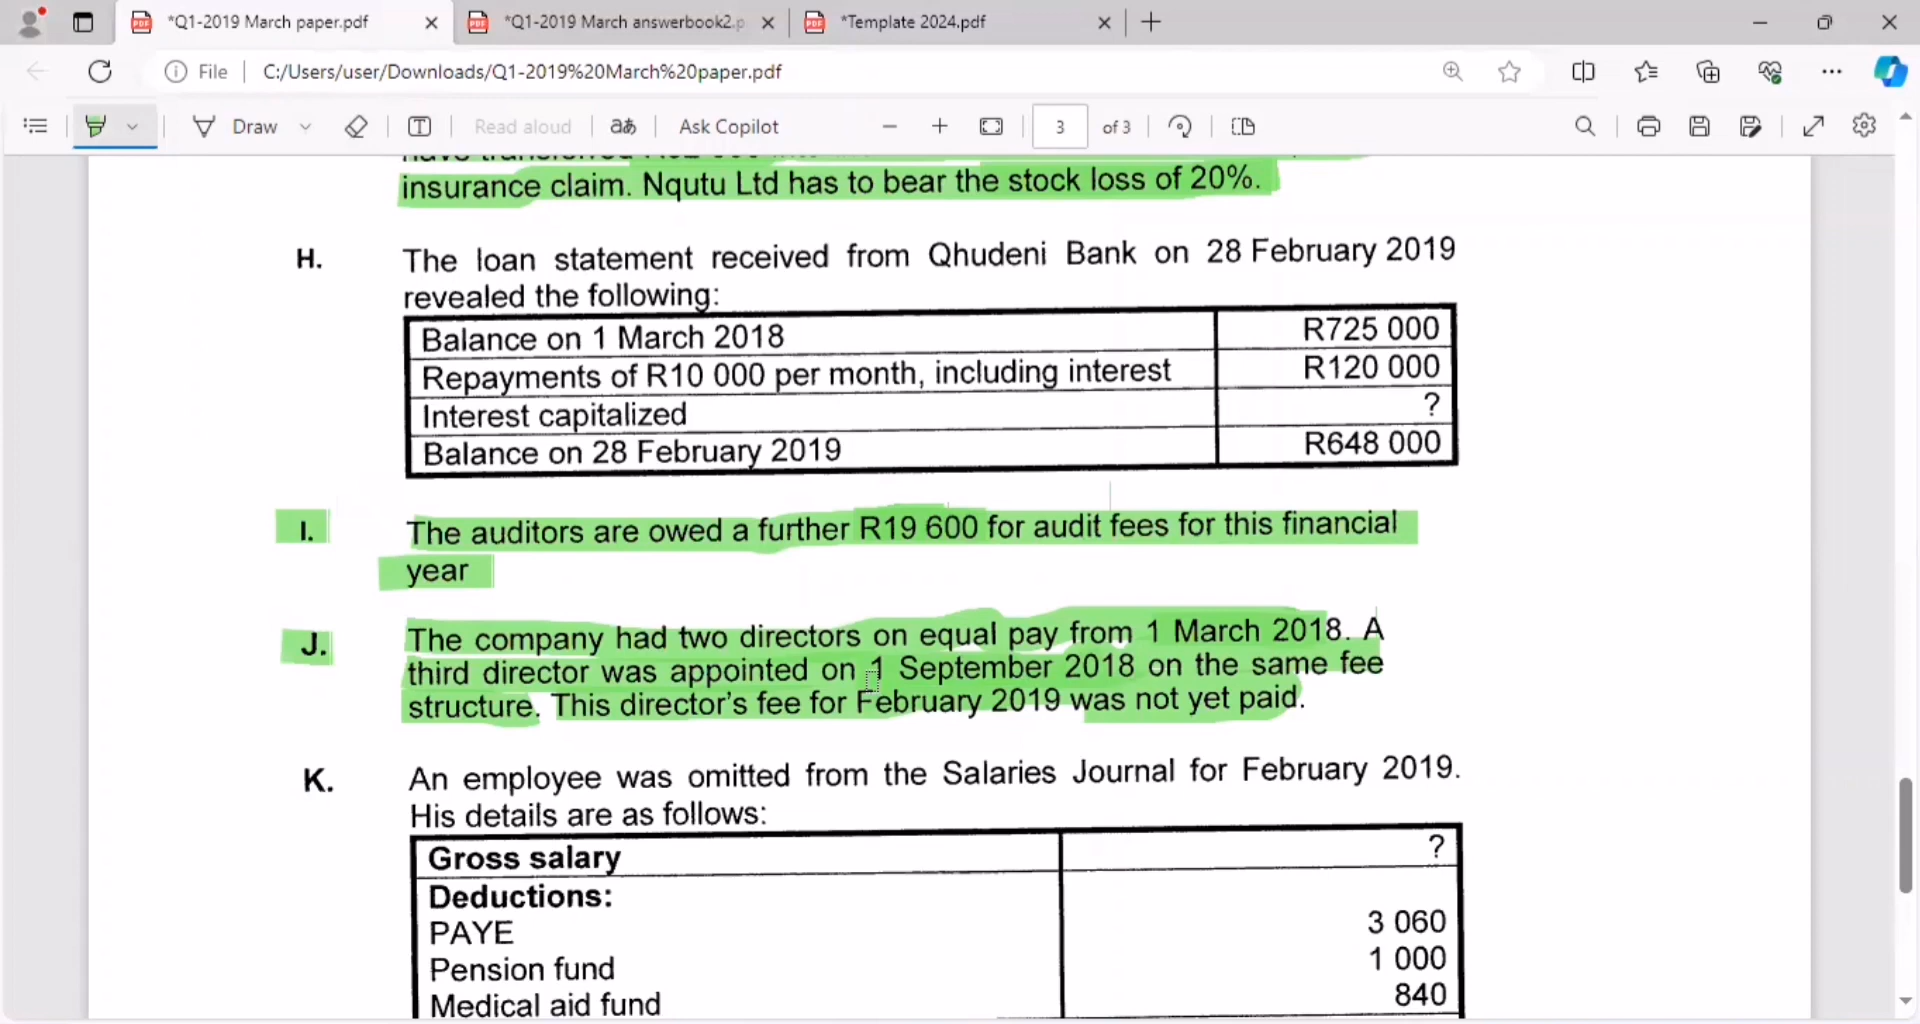 *Q1-2019 March paper.pdf
*Q1-2019 March answerbook2.p
*Template 2024.pdf
File
C:/Users/user/Downloads/Q1-2019%20March%20paper.pdf
Draw
Read aloud
aあ
Ask Copilot
3
of 3
insurance claim. Nqutu Ltd has to bear the stock loss of 20%.
H. The loan statement received from Qhudeni Bank on 28 February 2019
revealed the following:
Balance on 1 March 2018 R725 000
Repayments of R10 000 per month, including interest R120 000
Interest capitalized ?
Balance on 28 February 2019 R648 000
I. The auditors are owed a further R19 600 for audit fees for this financial
year
J. The company had two directors on equal pay from 1 March 2018. A
third director was appointed on 1 September 2018 on the same fee
structure. This director's fee for February 2019 was not yet paid.
K. An employee was omitted from the Salaries Journal for February 2019.
His details are as follows:
Gross salary ?
Deductions:
PAYE 3 060
Pension fund 1 000
Medical aid fund 840